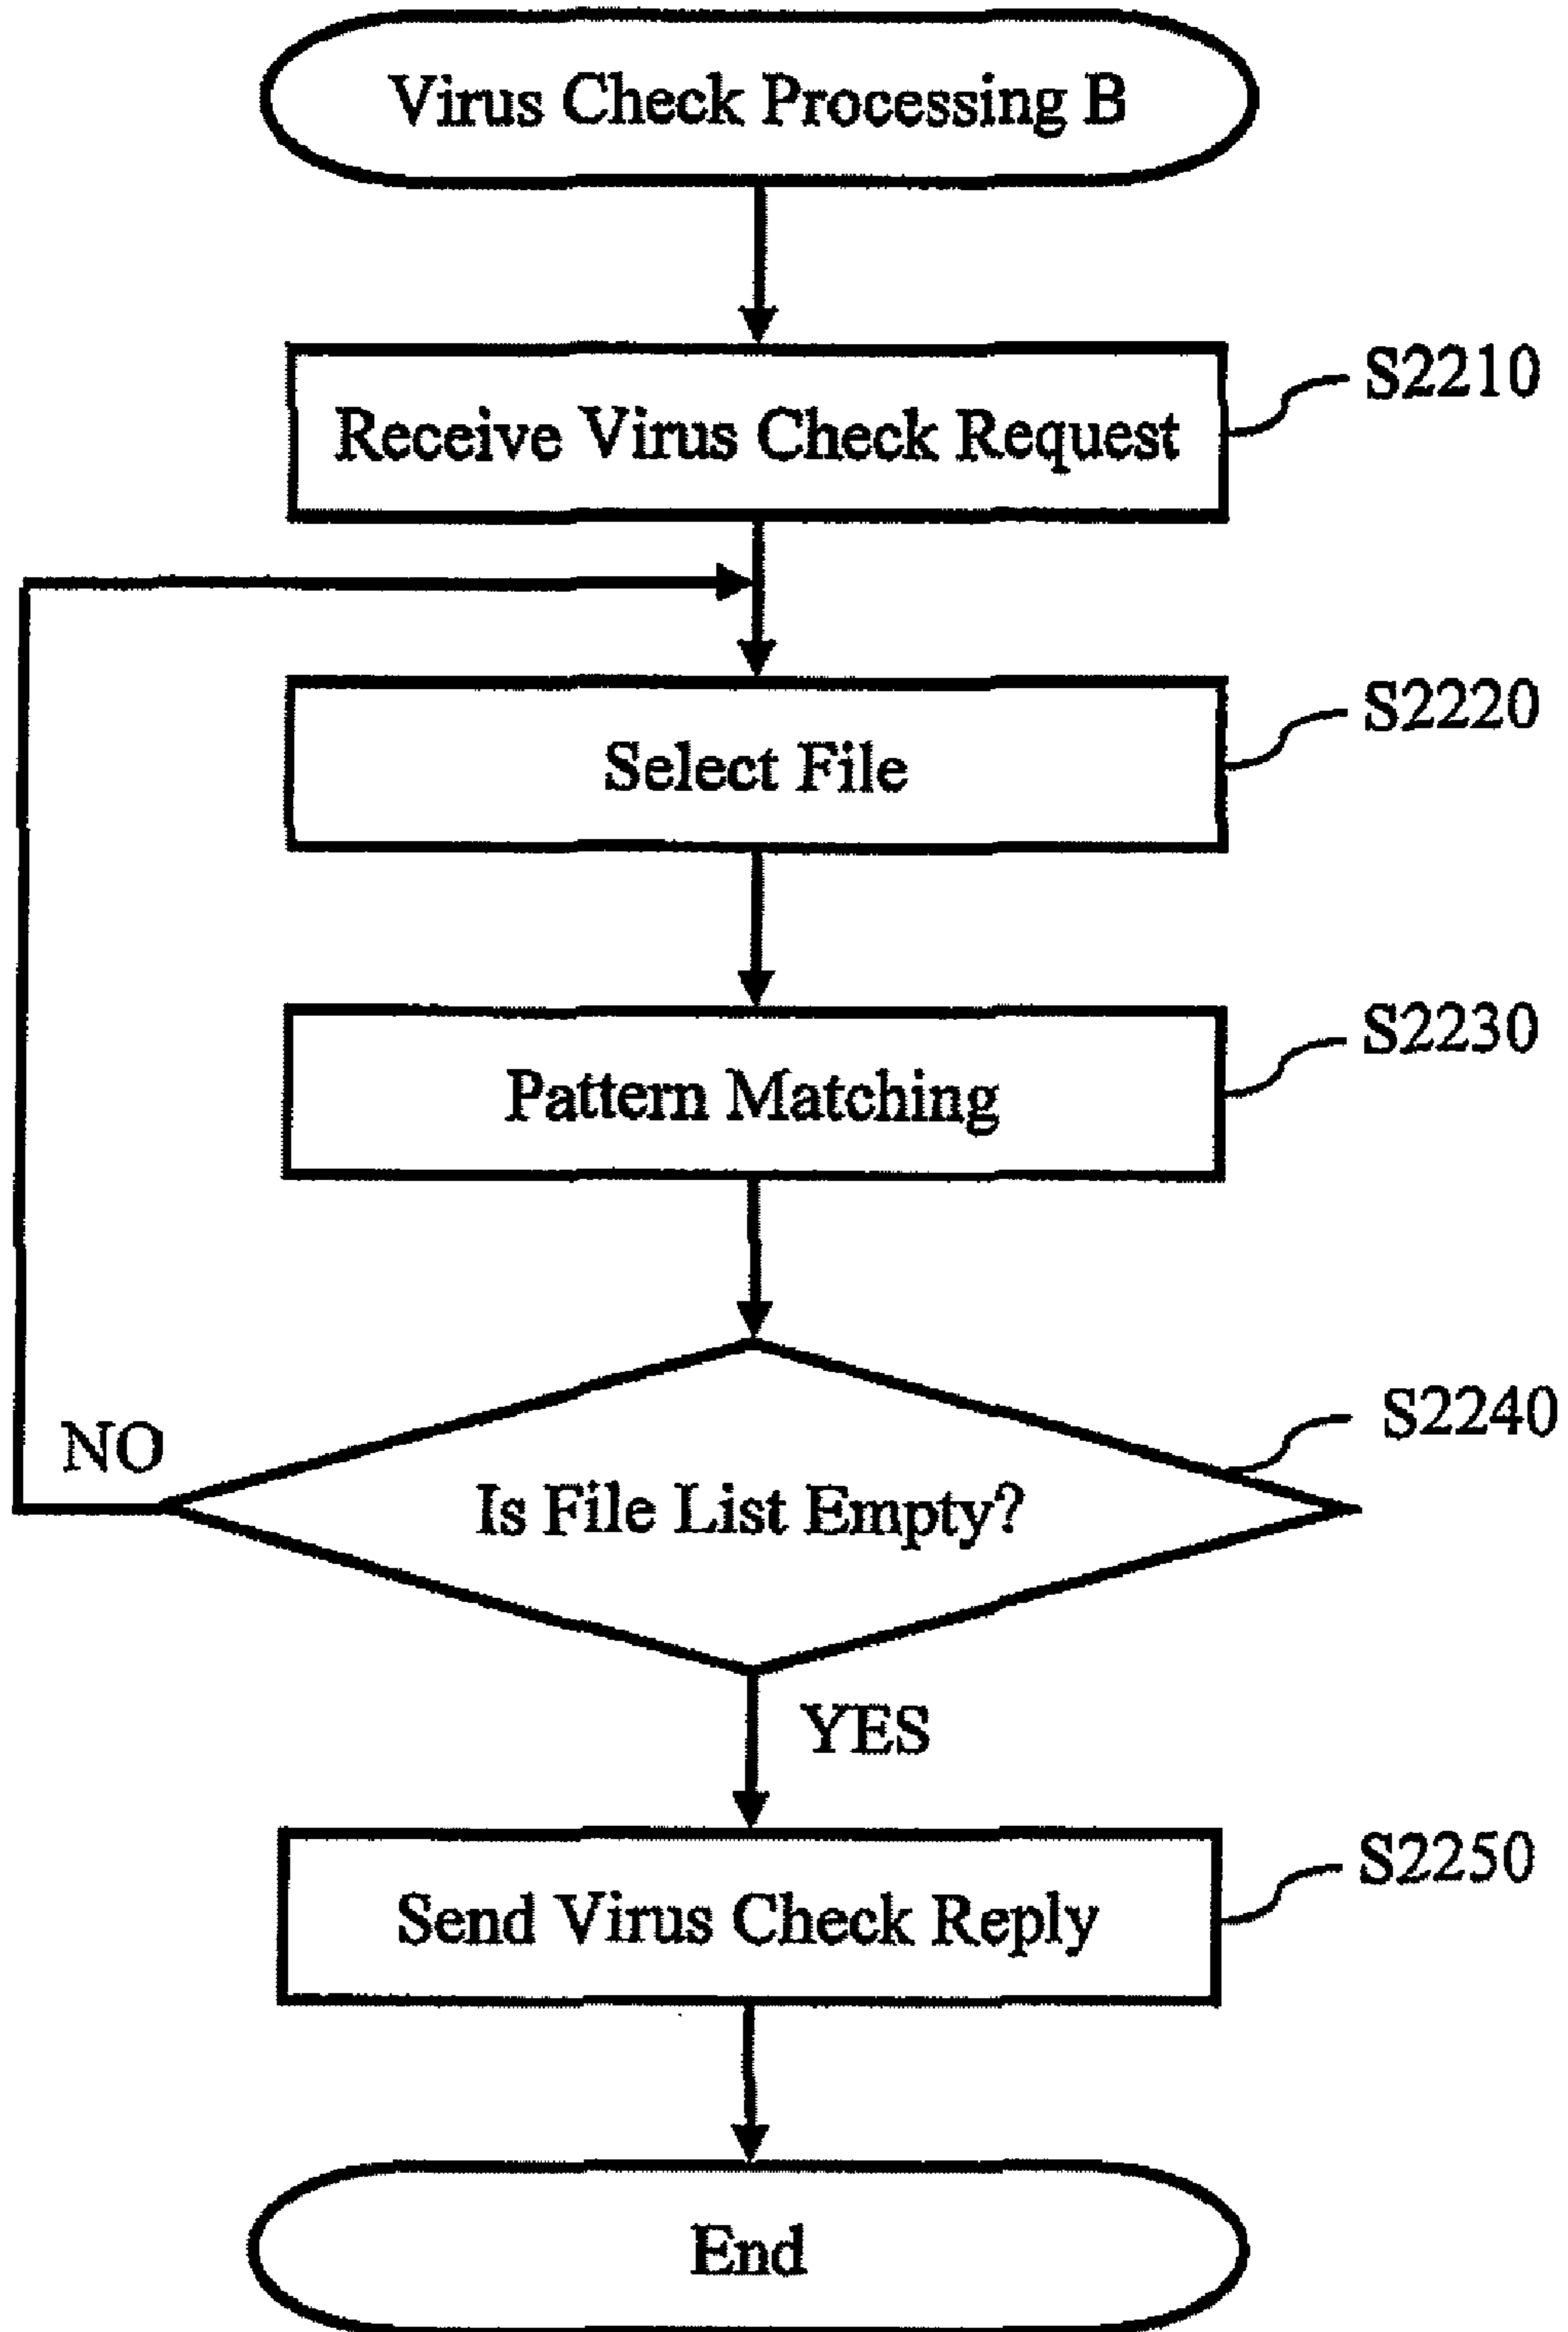 Virus Check Processing B
S2210
Receive Virus Check Request
S2220
Select File
S2230
Pattern Matching
S2240
NO
Is File List Empty?
YES
S2250
Send Virus Check Reply
End